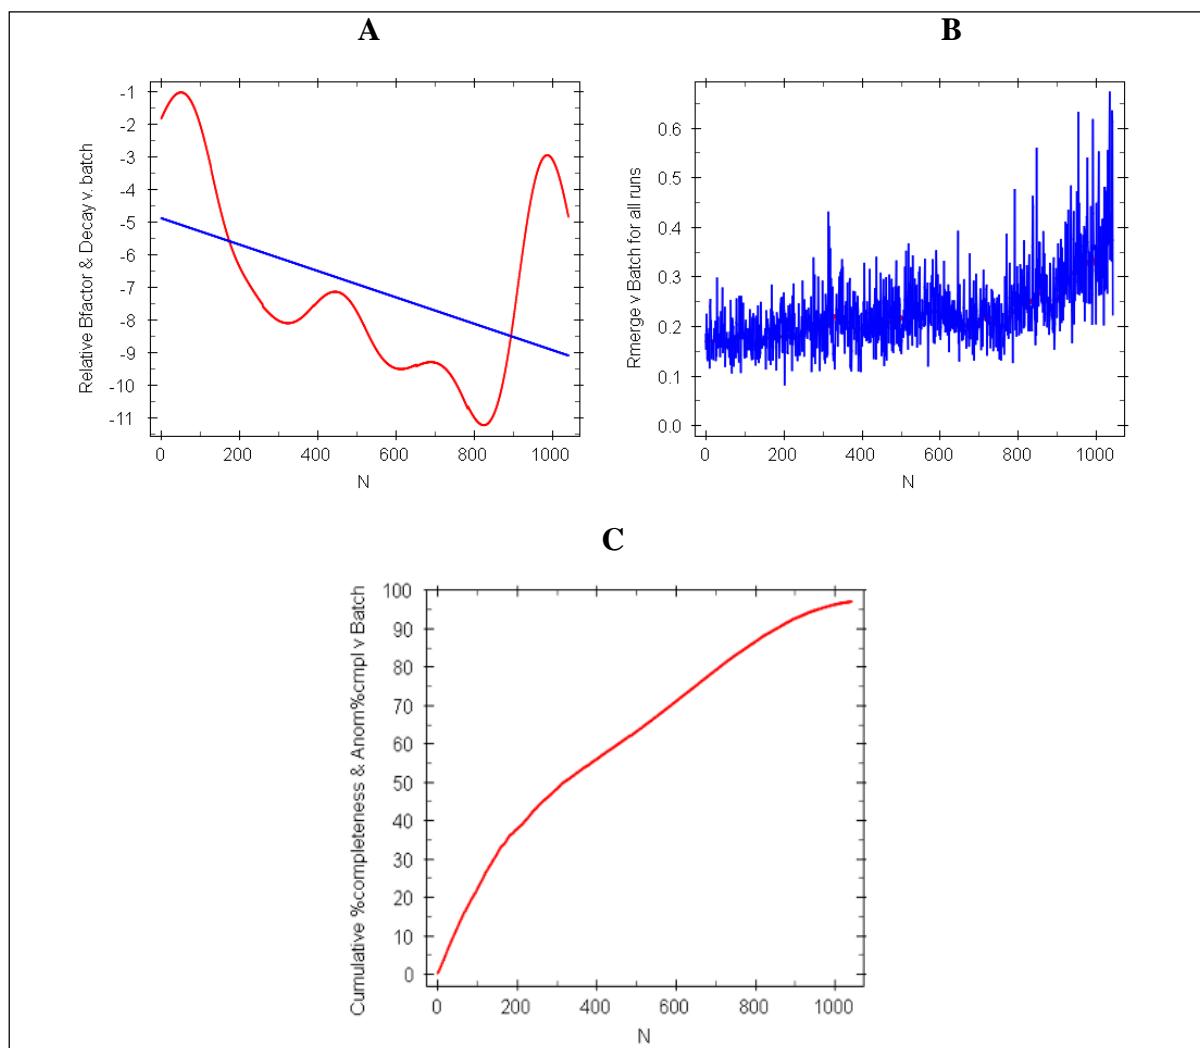 A
Relative Bfactor & Decay v. batch
-1
-2
-3
-4
-5
-6
-7
-8
-9
-10
-11
0 200 400 600 800 1000
N
B
Rmerge v Batch for all runs
0.6
0.5
0.4
0.3
0.2
0.1
0.0
0 200 400 600 800 1000
N
C
Cumulative %completeness & Anom%cmpl v Batch
100
90
80
70
60
50
40
30
20
10
0
0 200 400 600 800 1000
N